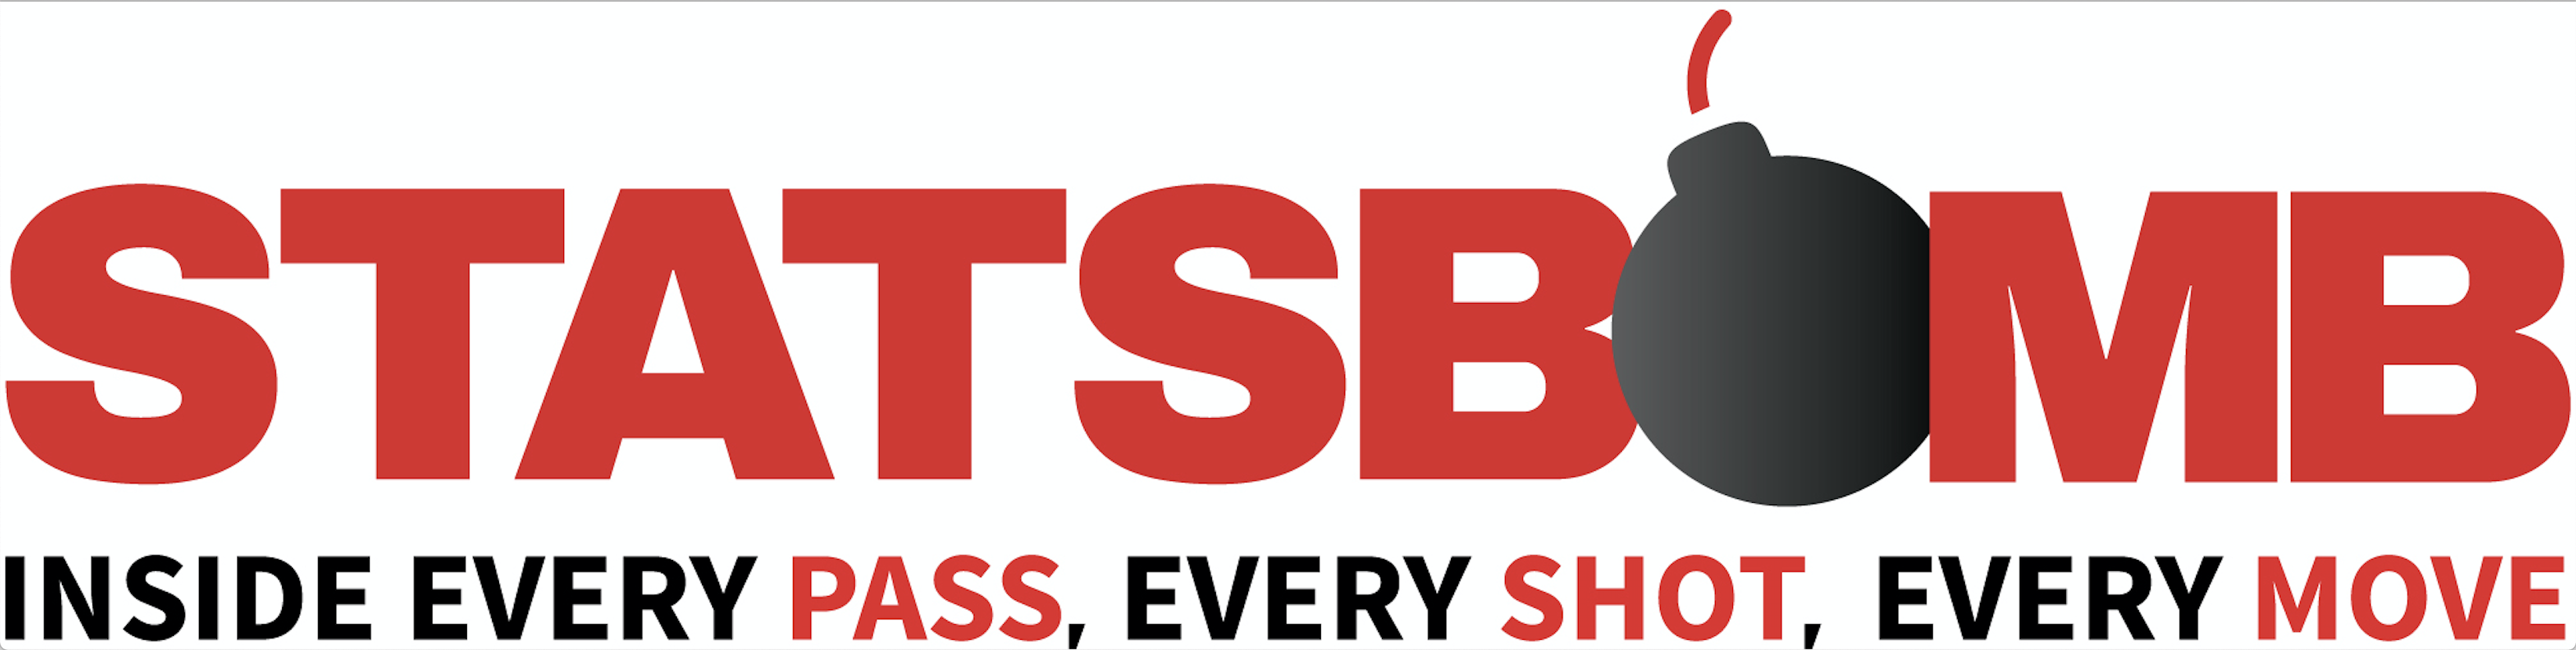 STATSBOMB
INSIDE EVERY PASS, EVERY SHOT, EVERY MOVE